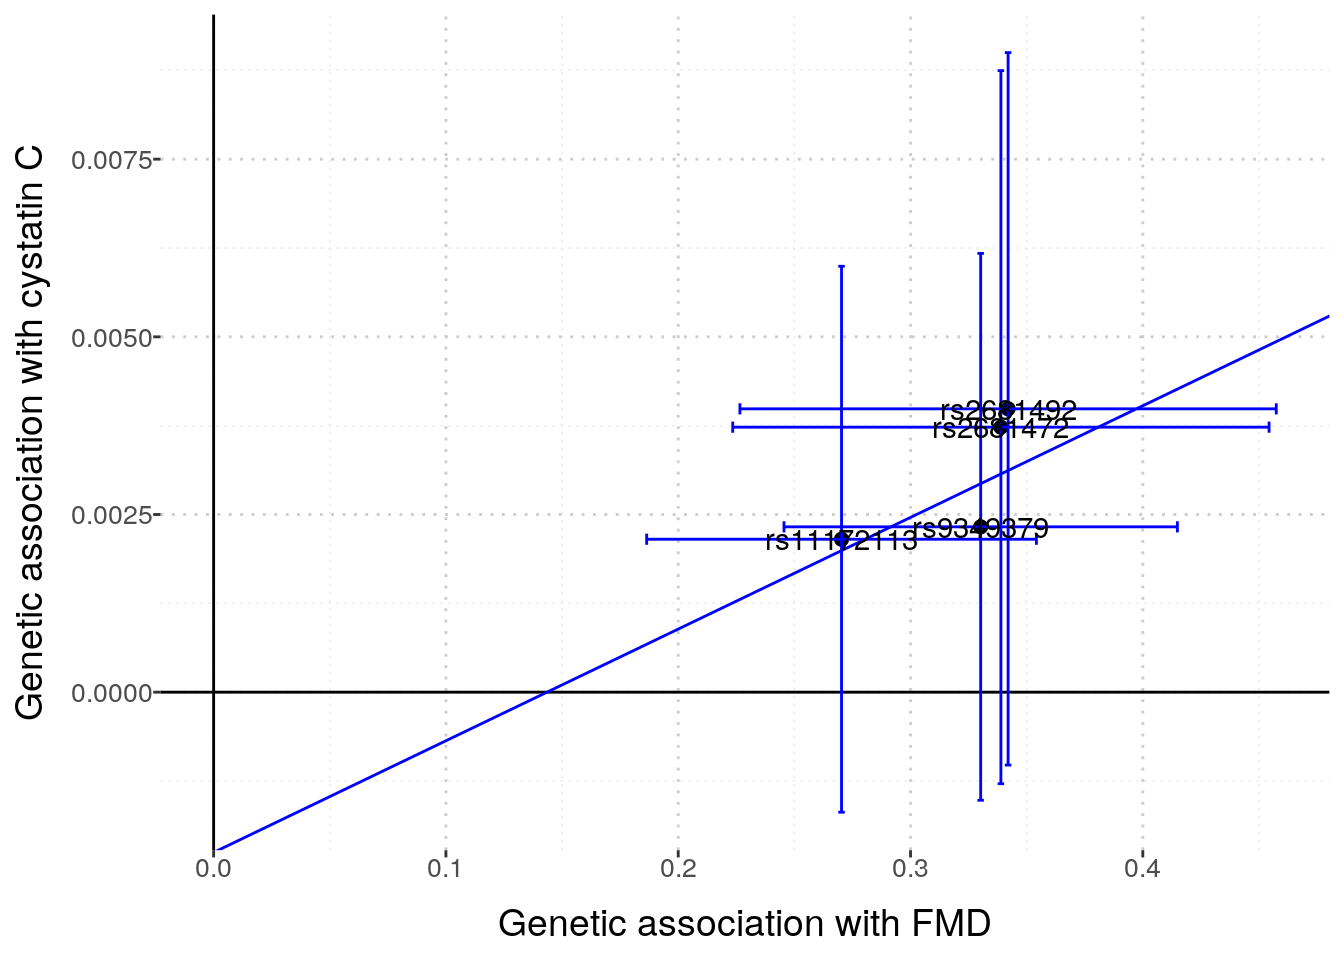 Genetic association with cystatin C
0.0075
0.0050
0.0025
0.0000
rs2681492
rs2681472
rs9349379
rs11172113
0.0
0.1
0.2
0.3
0.4
Genetic association with FMD